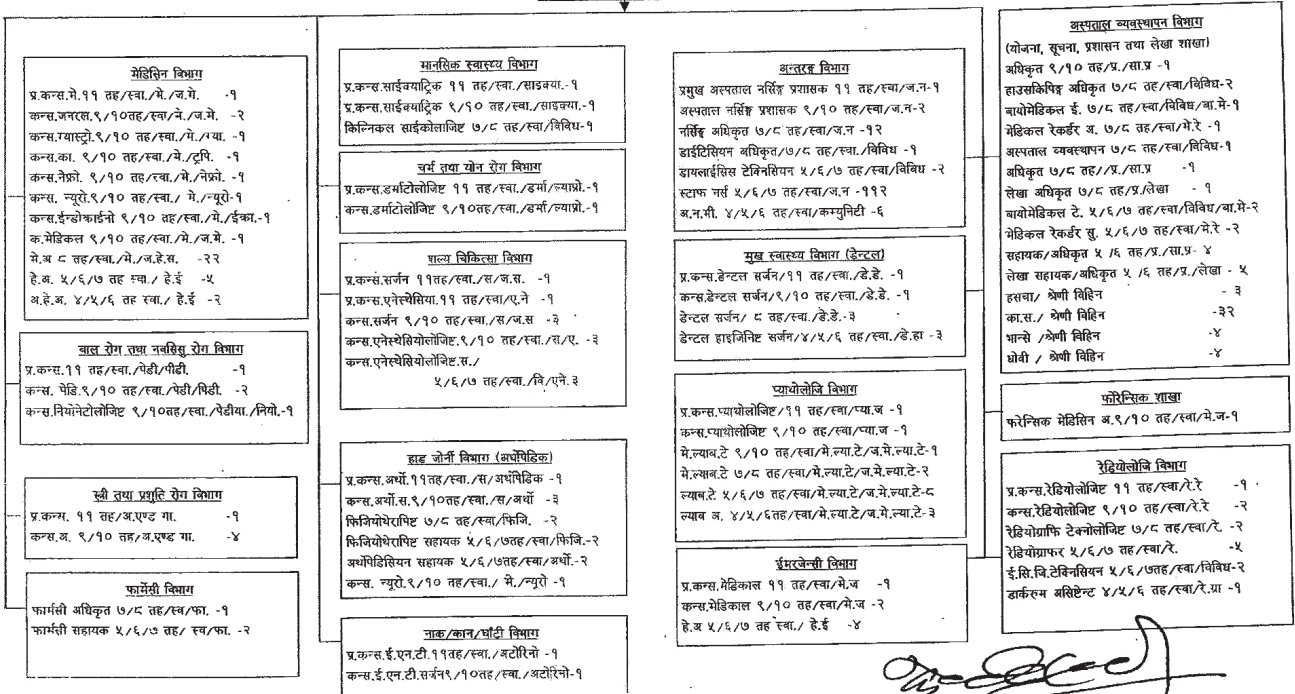 मेडिसिन विभाग
प्र.कन्स.मे.११ तह/स्वा./मे./ज.मे. -१
कन्स.जनरल.९/१०तह/स्वा/मे./ज.मे. -२
कन्स.ग्यास्ट्रो.९/१० तह/स्वा./मे./ग्या. -१
कन्स.का. ९/१० तह/स्वा./मे./ट्रपि. -१
कन्स.नेफ्रो. ९/१० तह/स्वा./मे./नेफ्रो. -१
कन्स. न्यूरो.९/१० तह/स्वा./ मे./न्यूरो-१
कन्स.ईन्डोक्राईनो ९/१० तह/स्वा./मे./ईक्रा.-१
क.मेडिकल ९/१० तह/स्वा./मे./ज.मे. -१
मे.अ ८ तह/स्वा./मे./ज.हे.स. -२२
हे.अ. ५/६/७ तह स्वा./ हे.ई -५
अ.हे.अ. ४/५/६ तह स्वा./ हे.ई -२
बाल रोग तथा नवसिसु रोग विभाग
प्र.कन्स.११ तह/स्वा./पेडी/पीडी. -१
कन्स. पेडि.९/१० तह/स्वा./पेडी/पिडी. -२
कन्स.नियोनेटोलोजिष्ट ९/१०तह/स्वा./पेडीया./नियो.-१
स्त्री तथा प्रशुति रोग विभाग
प्र.कन्स. ११ तह/अ.एण्ड गा. -१
कन्स.अ. ९/१० तह/अ.एण्ड गा. -४
फार्मेसी विभाग
फार्मसी अधिकृत ७/८ तह/स्व/फा. -१
फार्मसी सहायक ५/६/७ तह/ स्व/फा. -२
मानसिक स्वास्थ्य विभाग
प्र.कन्स.साईक्याट्रिक ११ तह/स्वा./साइक्या.-१
प्र.कन्स.साईक्याट्रिक ९/१० तह/स्वा./साइक्या.-१
किल्निकल साईकोलाजिष्ट ७/८ तह/स्वा/विविध-१
चर्म तथा योन रोग विभाग
प्र.कन्स.डर्माटोलोजिष्ट ११ तह/स्वा./डर्मा/ल्याप्रो.-१
कन्स.डर्माटोलोजिष्ट ९/१०तह/स्वा./डर्मा/ल्याप्रो.-१
शल्य चिकित्सा विभाग
प्र.कन्स.सर्जन ११तह/स्वा./स/ज.स. -१
प्र.कन्स.एनेस्थेसिया.११ तह/स्वा/ए.ने -१
कन्स.सर्जन ९/१० तह/स्वा./स/ज.स -३
कन्स.एनेस्थेसियोलोजिष्ट.९/१० तह/स्वा./स/ए. -३
कन्स.एनेस्थेसियोलोजिष्ट.स./
५/६/७ तह/स्वा./वि/एने.३
हाड जोर्नी विभाग (अर्थोपेडिक)
प्र.कन्स.अर्थो.११तह/स्वा./स/अर्थोपेडिक -१
कन्स.अर्थो.स.९/१०तह/स्वा./स/अर्थो -३
फिजियोथेरापिष्ट ७/८ तह/स्वा/फिजि. -२
फिजियोथेरापिष्ट सहायक ५/६/७तह/स्वा/फिजि.-२
अर्थोपेडिसियन सहायक ५/६/७तह/स्वा/अर्थो.-२
कन्स. न्यूरो.९/१० तह/स्वा./ मे./न्यूरो -१
नाक/कान/घाँटी विभाग
प्र.कन्स.ई.एन.टी.११तह/स्वा./अटोरिनो -१
कन्स.ई.एन.टी.सर्जन९/१०तह/स्वा./अटोरिनो-१
अन्तरङ्ग विभाग
प्रमुख अस्पताल नर्सिङ्ग प्रशासक ११ तह/स्वा/ज.न-१
अस्पताल नर्सिङ्ग प्रशासक ९/१० तह/स्वा/ज.न-२
नर्सिङ्ग अधिकृत ७/८ तह/स्वा/ज.न -१२
डाईटिसियन अधिकृत/७/८ तह/स्वा./विविध -१
डायलाईसिस टेक्निसियन ५/६/७ तह/स्वा/विविध -२
स्टाफ नर्स ५/६/७ तह/स्वा/ज.न -११२
अ.न.मी. ४/५/६ तह/स्वा/कम्युनिटी -६
मुख स्वास्थ्य विभाग (डेन्टल)
प्र.कन्स.डेन्टल सर्जन/११ तह/स्वा./डे.डे. -१
कन्स.डेन्टल सर्जन/९/१० तह/स्वा./डे.डे. -१
डेन्टल सर्जन/ ८ तह/स्वा./डे.डे.-३
डेन्टल हाइजिनिष्ट सर्जन/४/५/६ तह/स्वा./डे.हा -३
प्याथोलोजि विभाग
प्र.कन्स.प्याथोलोजिष्ट/११ तह/स्वा/प्या.ज -१
कन्स.प्याथोलोजिष्ट ९/१० तह/स्वा/प्या.ज -१
मे.ल्याब.टे ९/१० तह/स्वा/मे.ल्या.टे/ज.मे.ल्या.टे-१
मे.ल्याब.टे ७/८ तह/स्वा/मे.ल्या.टे/ज.मे.ल्या.टे-२
ल्याब.टे ५/६/७ तह/स्वा/मे.ल्या.टे/ज.मे.ल्या.टे-८
ल्याव अ. ४/५/६तह/स्वा/मे.ल्या.टे/ज.मे.ल्या.टे-३
ईमरजेन्सी विभाग
प्र.कन्स.मेडिकाल ११ तह/स्वा/मे.ज -१
कन्स.मेडिकाल ९/१० तह/स्वा/मे.ज -२
हे.अ ५/६/७ तह स्वा./ हे.ई -४
अस्पताल व्यवस्थापन विभाग
(योजना, सूचना, प्रशासन तथा लेखा शाखा)
अधिकृत ९/१० तह/प्र./सा.प्र -१
हाउसकिपिङ्ग अधिकृत ७/८ तह/स्वा/विविध-२
बायोमेडिकल ई. ७/८ तह/स्वा/विविध/बा.मे-१
मेडिकल रेकर्डर अ. ७/८ तह/स्वा/मे.रे -१
अस्पताल व्यवस्थापन ७/८ तह/स्वा/विविध-१
अधिकृत ७/८ तह//प्र./सा.प्र -१
लेखा अधिकृत ७/८ तह/प्र./लेखा - १
बायोमेडिकल टे. ५/६/७ तह/स्वा/विविध/बा.मे-२
मेडिकल रेकर्डर सु. ५/६/७ तह/स्वा/मे.रे -२
सहायक/अधिकृत ५ /६ तह/प्र./सा.प्र- ४
लेखा सहायक/अधिकृत ५ /६ तह/प्र./लेखा - ५
हसचा/ श्रेणी विहिन - ३
का.स./ श्रेणी विहिन -३२
भान्से /श्रेणी विहिन -४
धोवी / श्रेणी विहिन -४
फोरेन्सिक शाखा
फरेन्सिक मेडिसिन अ.९/१० तह/स्वा/मे.ज-१
रेडियोलोजि विभाग
प्र.कन्स.रेडियोलोजिष्ट ११ तह/स्वा/रे.रे -१
कन्स.रेडियोलोजिष्ट ९/१० तह/स्वा/रे.रे -२
रेडियोग्राफि टेक्नोलोजिष्ट ७/८ तह/स्वा/रे. -२
रेडियोग्राफर ५/६/७ तह/स्वा/रे. -५
ई.सि.जि.टेक्निसियन ५/६/७तह/स्वा/विविध-२
डार्करुम असिष्टेन्ट ४/५/६ तह/स्वा/रे.ग्रा -१